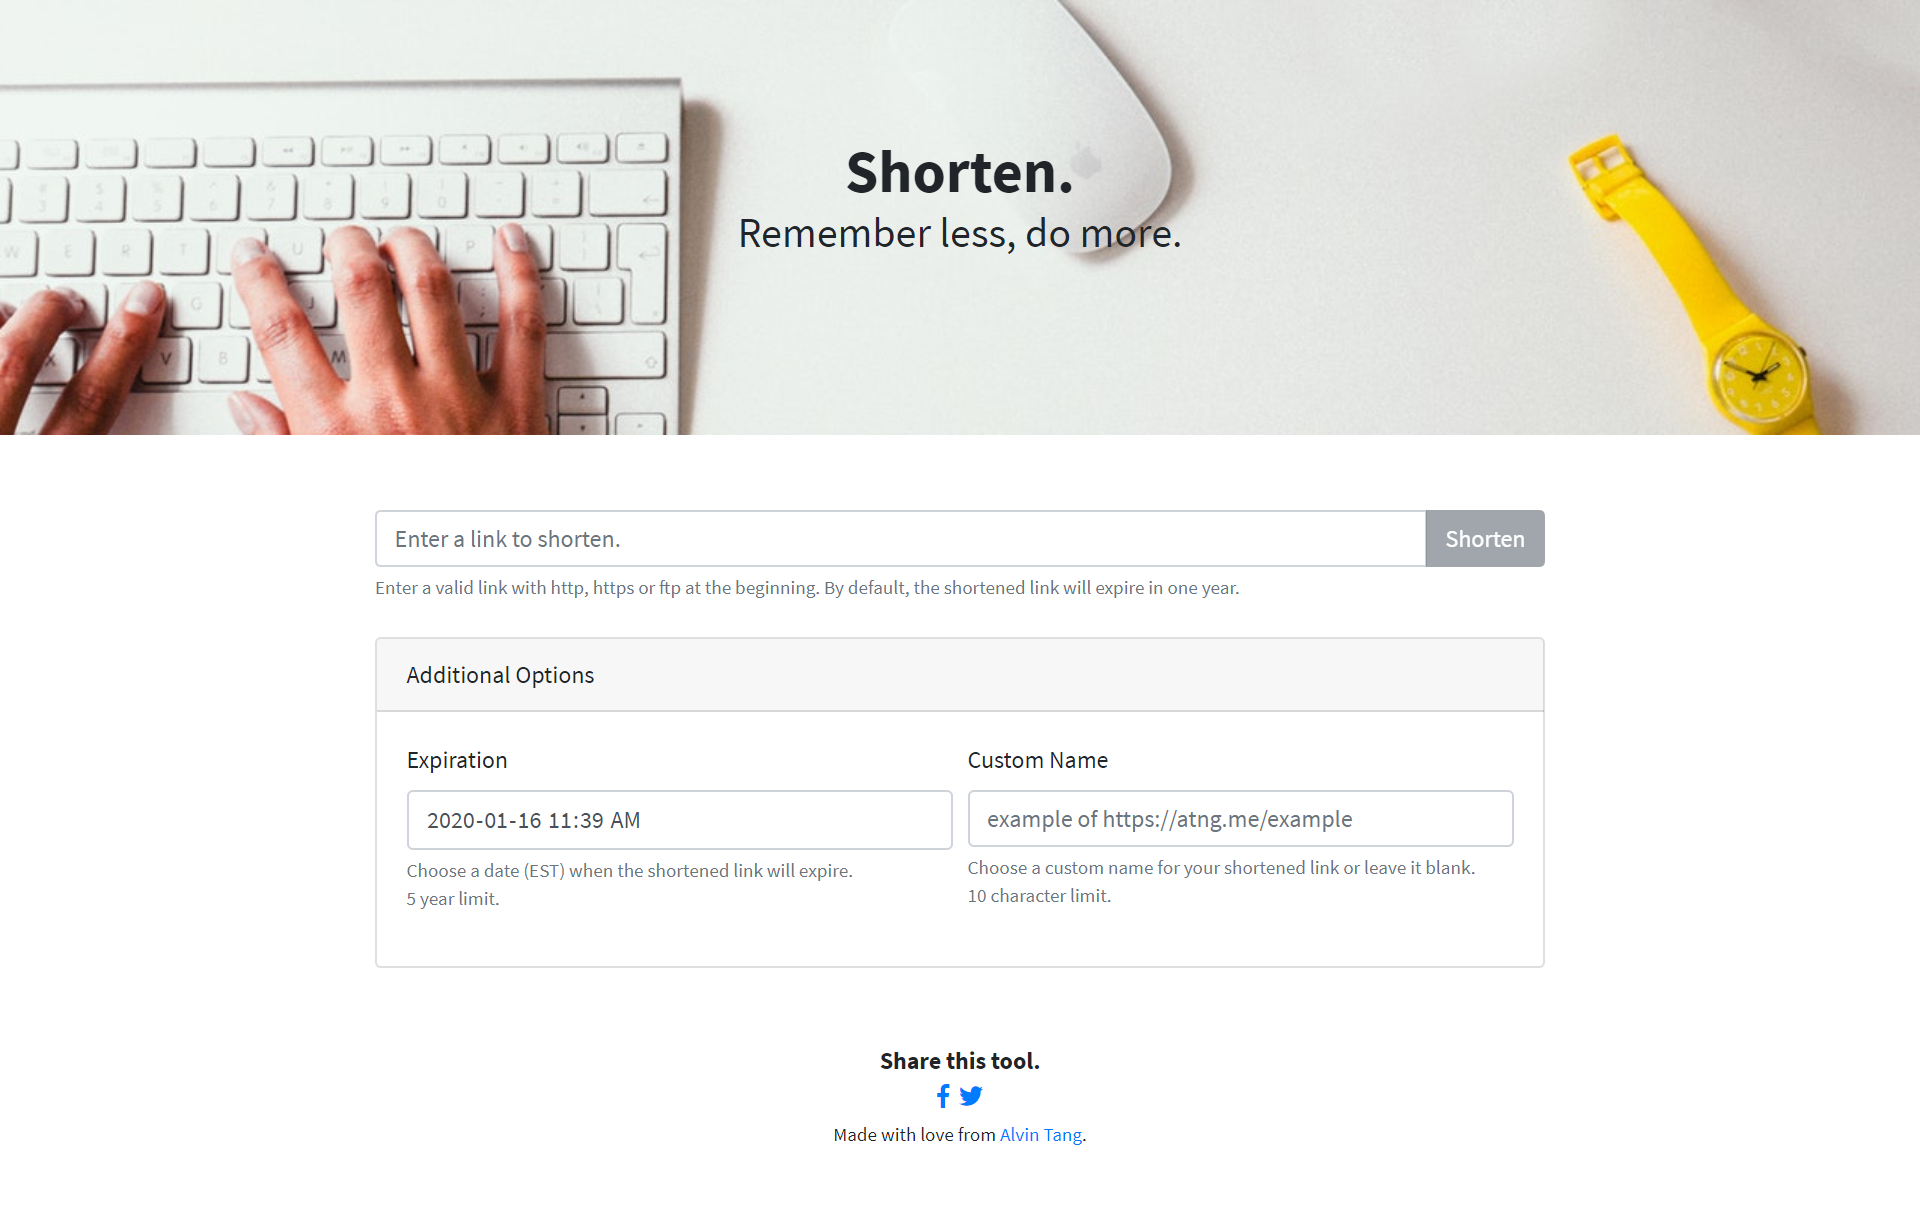 Shorten.
Remember less, do more.
Enter a link to shorten.
Shorten
Enter a valid link with http, https or ftp at the beginning. By default, the shortened link will expire in one year.
Additional Options
Expiration
2020-01-16 11:39 AM
Choose a date (EST) when the shortened link will expire.
5 year limit.
Custom Name
example of https://atng.me/example
Choose a custom name for your shortened link or leave it blank.
10 character limit.
Share this tool.
Made with love from Alvin Tang.